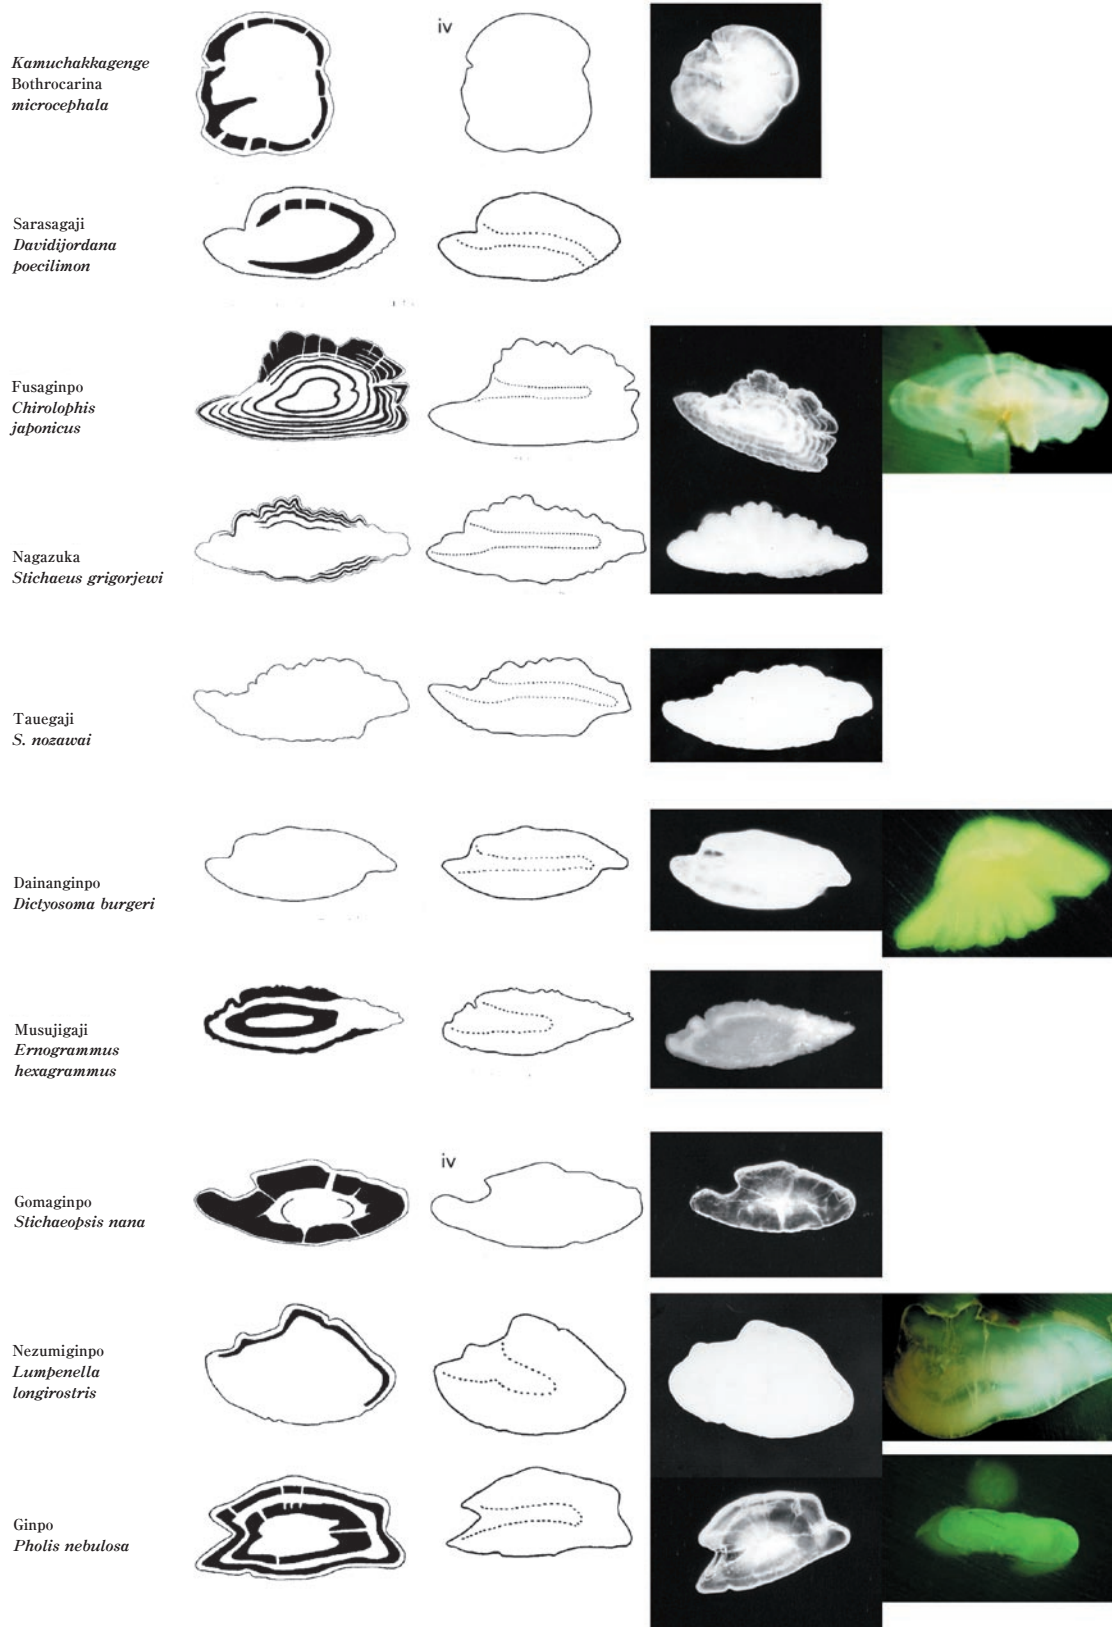 Kamuchakkagenge
Bothrocarina
microcephala
iv
Sarasagaji
Davidijordana
poecilimon
Fusaginpo
Chirolophis
japonicus
Nagazuka
Stichaeus grigorjewi
Tauegaji
S. nozawai
Dainanginpo
Dictyosoma burgeri
Musujigaji
Ernogrammus
hexagrammus
iv
Gomaginpo
Stichaeopsis nana
Nezumiginpo
Lumpenella
longirostris
Ginpo
Pholis nebulosa